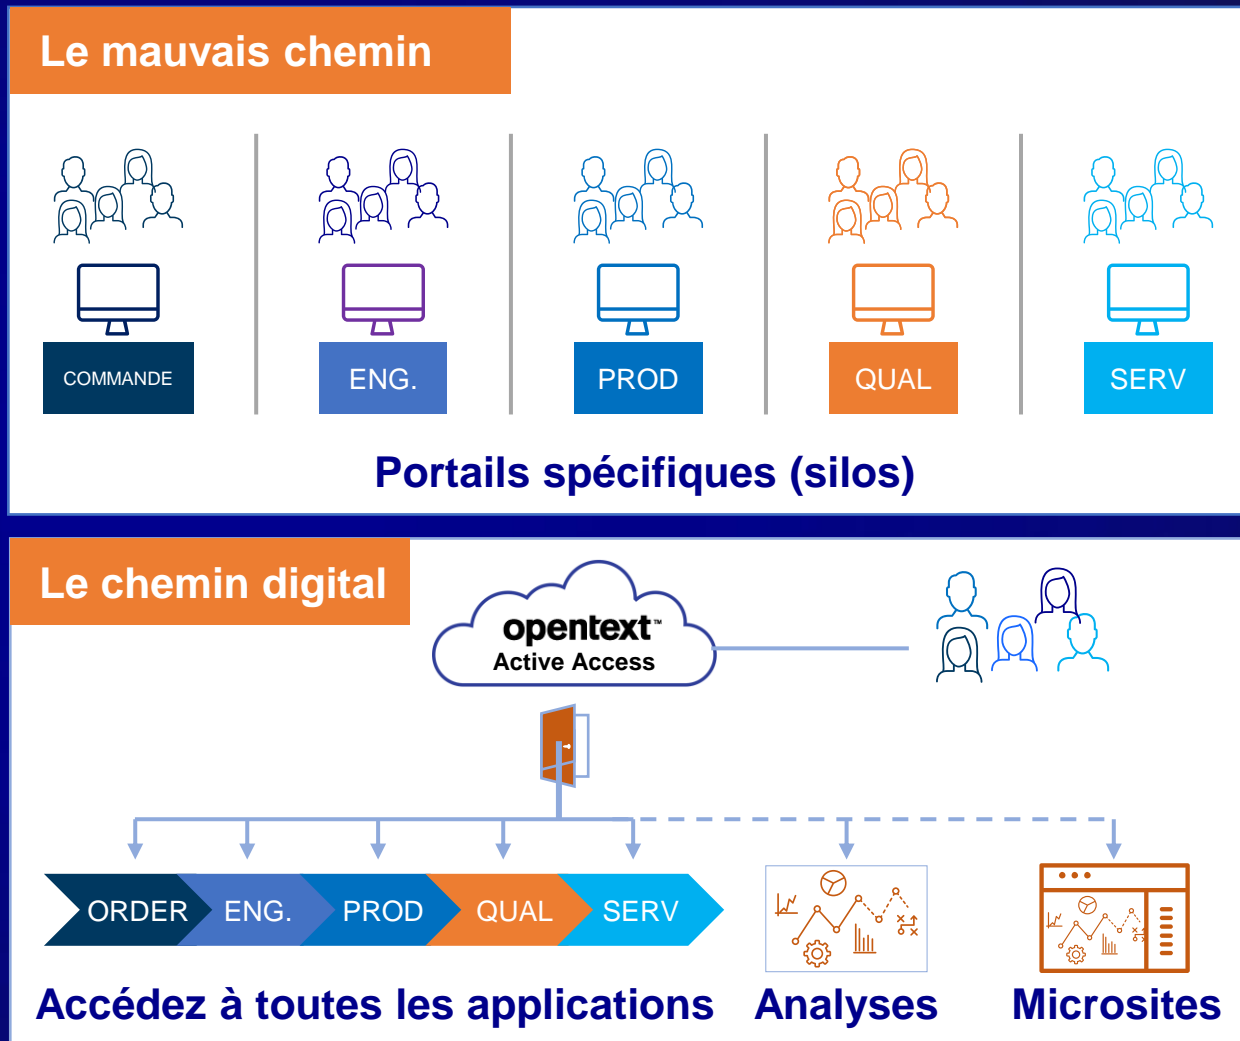 Le mauvais chemin
COMMANDE
ENG.
PROD
QUAL
SERV
Portails spécifiques (silos)
Le chemin digital
opentext™
Active Access
ORDER
ENG.
PROD
QUAL
SERV
Accédez à toutes les applications
Analyses
Microsites